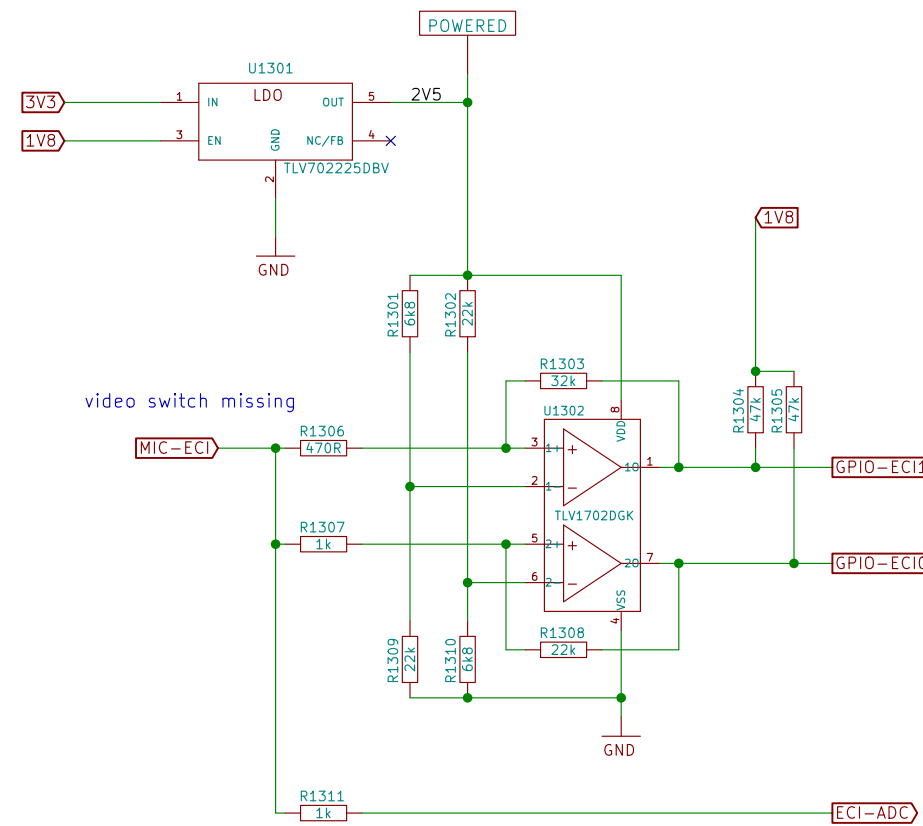 POWERED
U1301
3V3
1
IN
LDO
OUT
5
2V5
1V8
3
EN
GND
NC/FB
4
2
TLV702225DBV
GND
1V8
R1301
6k8
R1302
22k
R1303
32k
R1304
47k
R1305
47k
video switch missing
U1302
8
VDD
R1306
MIC-ECI
470R
3
1+
+
1O
1
GPIO-ECI1
2
1-
−
TLV1702DGK
R1307
1k
5
2+
+
2O
7
GPIO-ECI0
6
2-
−
VSS
4
R1308
22k
R1309
22k
R1310
6k8
GND
R1311
1k
ECI-ADC